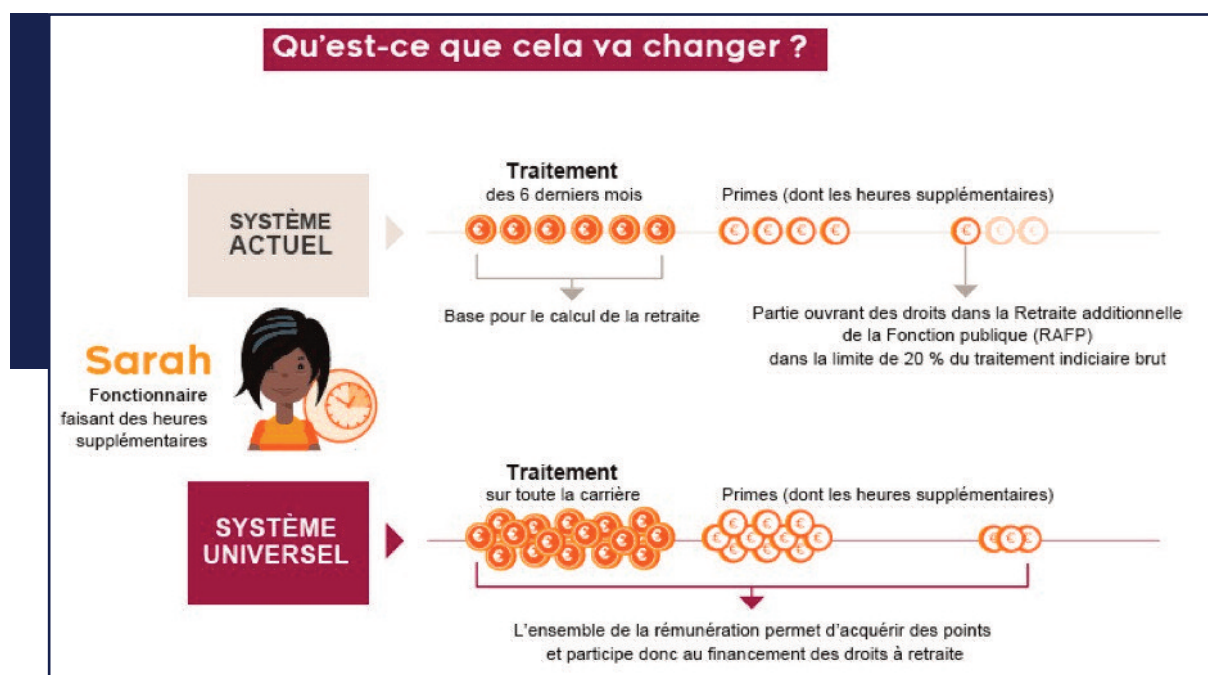 Qu'est-ce que cela va changer ?
SYSTÈME
ACTUEL
Traitement
des 6 derniers mois
Primes (dont les heures supplémentaires)
€ € € € € €
€ € € €
€ € €
Base pour le calcul de la retraite
Partie ouvrant des droits dans la Retraite additionnelle
de la Fonction publique (RAFP)
dans la limite de 20 % du traitement indiciaire brut
Sarah
Fonctionnaire
faisant des heures
supplémentaires
SYSTÈME
UNIVERSEL
Traitement
sur toute la carrière
Primes (dont les heures supplémentaires)
L'ensemble de la rémunération permet d'acquérir des points
et participe donc au financement des droits à retraite